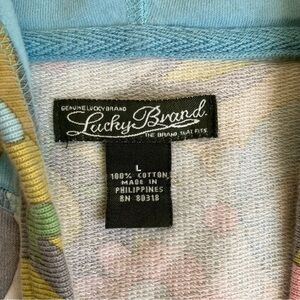 GENUINE LUCKY BRAND
Lucky Brand.
THE BRAND THAT FITS
L
100% COTTON
MADE IN
PHILIPPINES
RN 80318